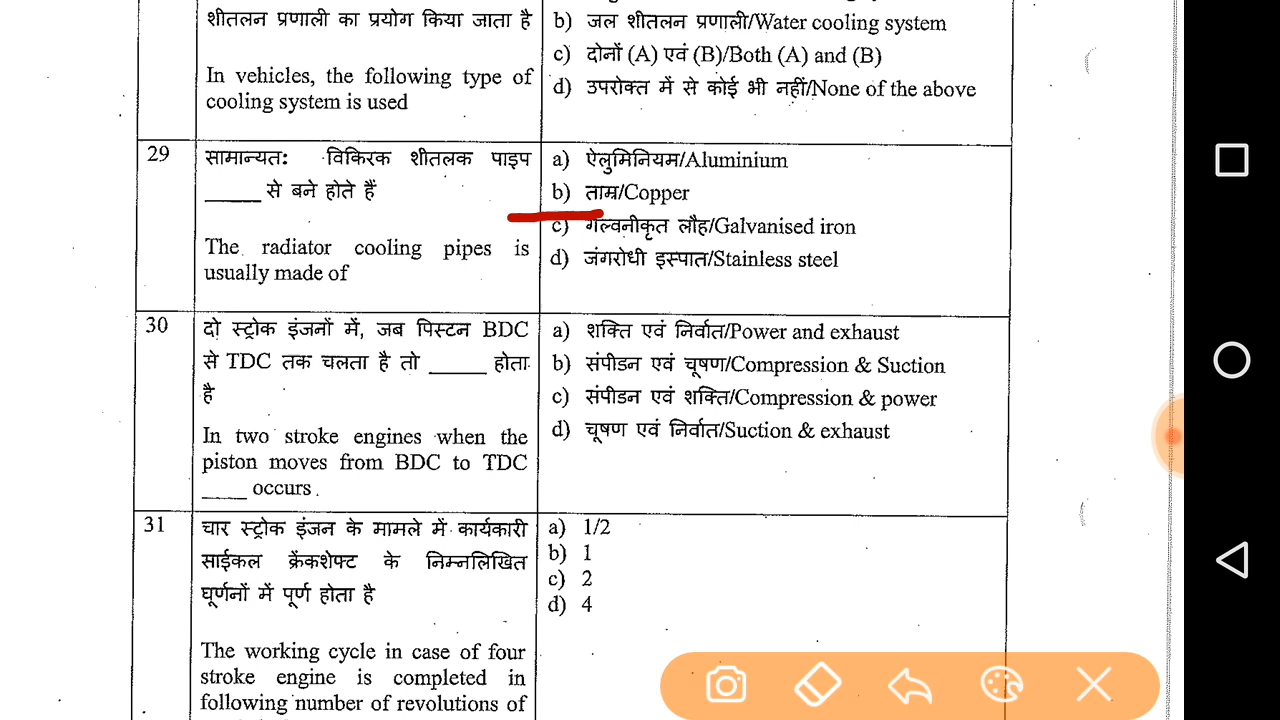 शीतलन प्रणाली का प्रयोग किया जाता है
In vehicles, the following type of
cooling system is used
b) जल शीतलन प्रणाली/Water cooling system
c) दोनों (A) एवं (B)/Both (A) and (B)
d) उपरोक्त में से कोई भी नहीं/None of the above
29
सामान्यत: विकिरक शीतलक पाइप
_____ से बने होते हैं
The radiator cooling pipes is
usually made of
a) ऐलुमिनियम/Aluminium
b) ताम्र/Copper
c) गल्वनीकृत लौह/Galvanised iron
d) जंगरोधी इस्पात/Stainless steel
30
दो स्ट्रोक इंजनों में, जब पिस्टन BDC
से TDC तक चलता है तो _____ होता
है
In two stroke engines when the
piston moves from BDC to TDC
____ occurs.
a) शक्ति एवं निर्वात/Power and exhaust
b) संपीडन एवं चूषण/Compression & Suction
c) संपीडन एवं शक्ति/Compression & power
d) चूषण एवं निर्वात/Suction & exhaust
31
चार स्ट्रोक इंजन के मामले में कार्यकारी
साईकल क्रेंकशेफ्ट के निम्नलिखित
घूर्णनों में पूर्ण होता है
The working cycle in case of four
stroke engine is completed in
following number of revolutions of
a) 1/2
b) 1
c) 2
d) 4